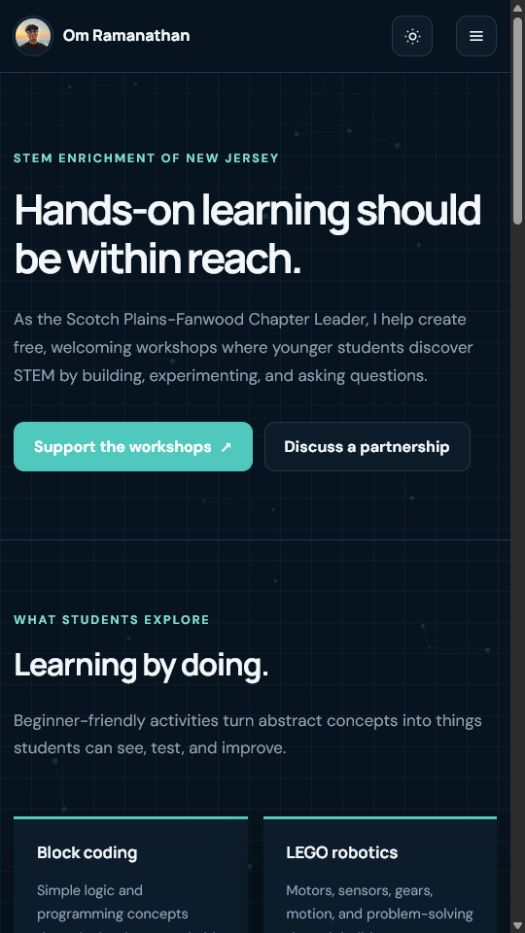 Om Ramanathan
STEM ENRICHMENT OF NEW JERSEY
Hands-on learning should
be within reach.
As the Scotch Plains-Fanwood Chapter Leader, I help create
free, welcoming workshops where younger students discover
STEM by building, experimenting, and asking questions.
Support the workshops ↗
Discuss a partnership
WHAT STUDENTS EXPLORE
Learning by doing.
Beginner-friendly activities turn abstract concepts into things
students can see, test, and improve.
Block coding
Simple logic and
programming concepts
LEGO robotics
Motors, sensors, gears,
motion, and problem-solving